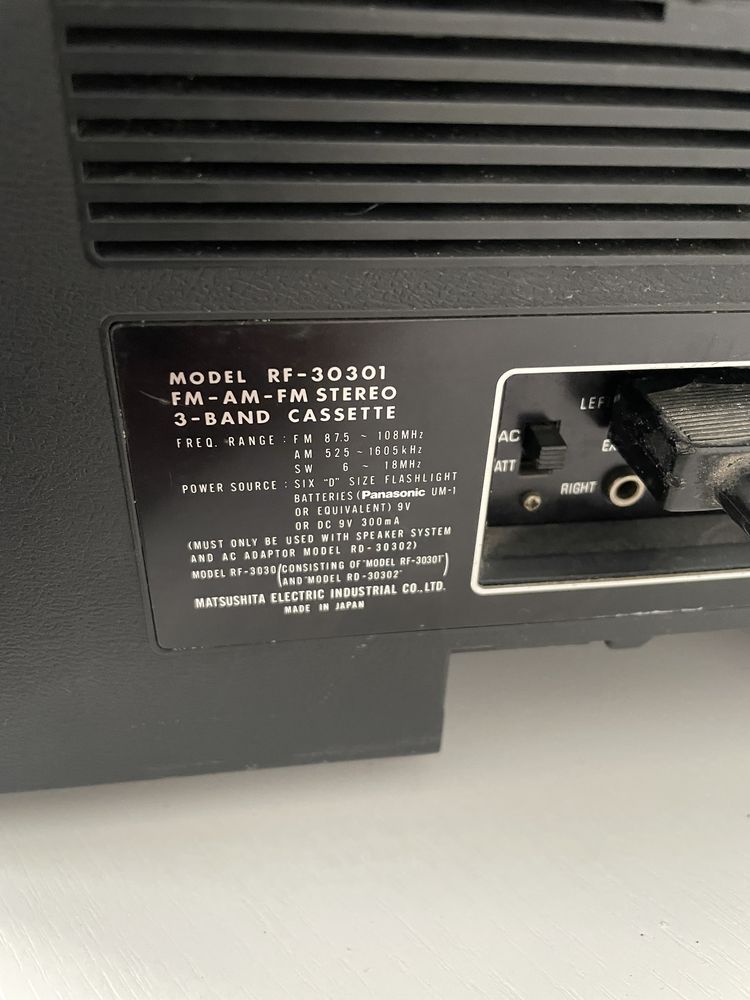 MODEL RF-30301
FM-AM-FM STEREO
3-BAND CASSETTE
FREQ. RANGE : FM 87.5 ~ 108MHz
AM 525 ~ 1605kHz
SW 6 ~ 18MHz
POWER SOURCE : SIX "D" SIZE FLASHLIGHT
BATTERIES (Panasonic UM-1
OR EQUIVALENT) 9V
OR DC 9V 300mA
(MUST ONLY BE USED WITH SPEAKER SYSTEM
AND AC ADAPTOR MODEL RD-30302)
MODEL RF-3030 (CONSISTING OF "MODEL RF-30301"
AND "MODEL RD-30302")
MATSUSHITA ELECTRIC INDUSTRIAL CO., LTD.
MADE IN JAPAN
LEFT
AC
BATT
RIGHT